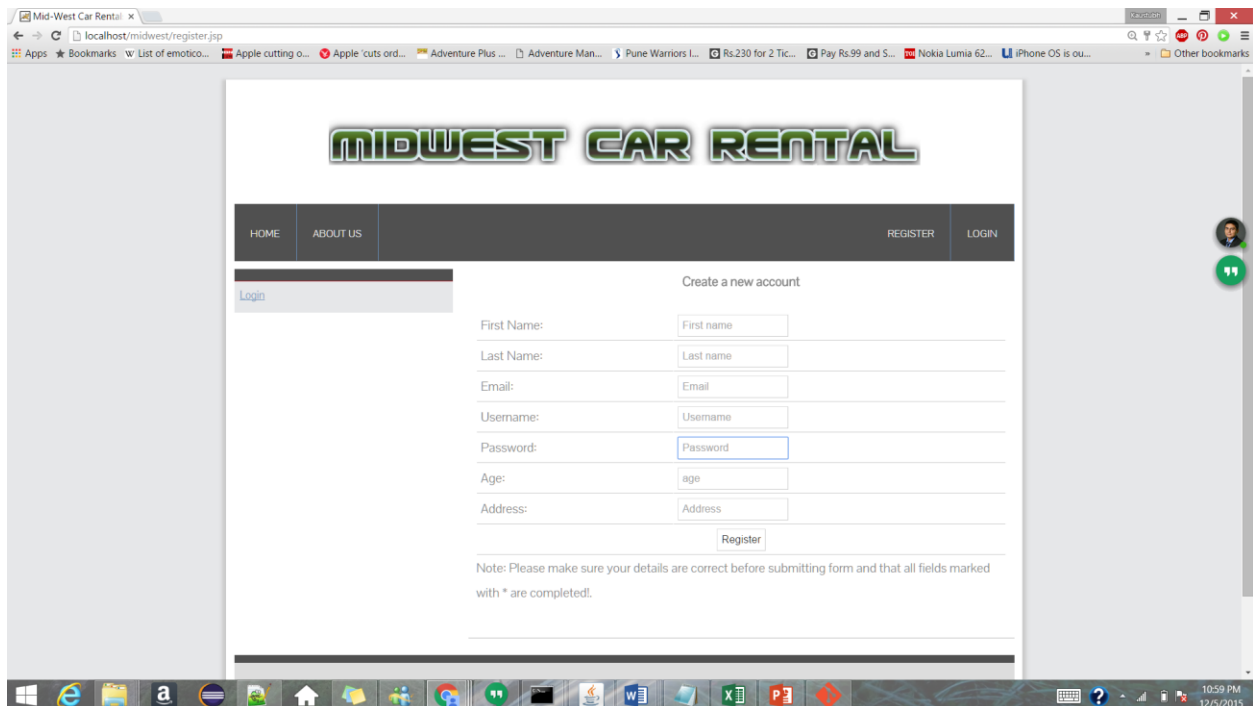 Mid-West Car Rental
Kaustubh
localhost/midwest/register.jsp
Apps Bookmarks List of emotico... Apple cutting o... Apple 'cuts ord... Adventure Plus ... Adventure Man... Pune Warriors I... Rs.230 for 2 Tic... Pay Rs.99 and S... Nokia Lumia 62... iPhone OS is ou... » Other bookmarks
MIDWEST CAR RENTAL
HOME ABOUT US REGISTER LOGIN
Create a new account
Login
First Name: First name
Last Name: Last name
Email: Email
Username: Username
Password: Password
Age: age
Address: Address
Register
Note: Please make sure your details are correct before submitting form and that all fields marked
with * are completed!.
10:59 PM
12/5/2015